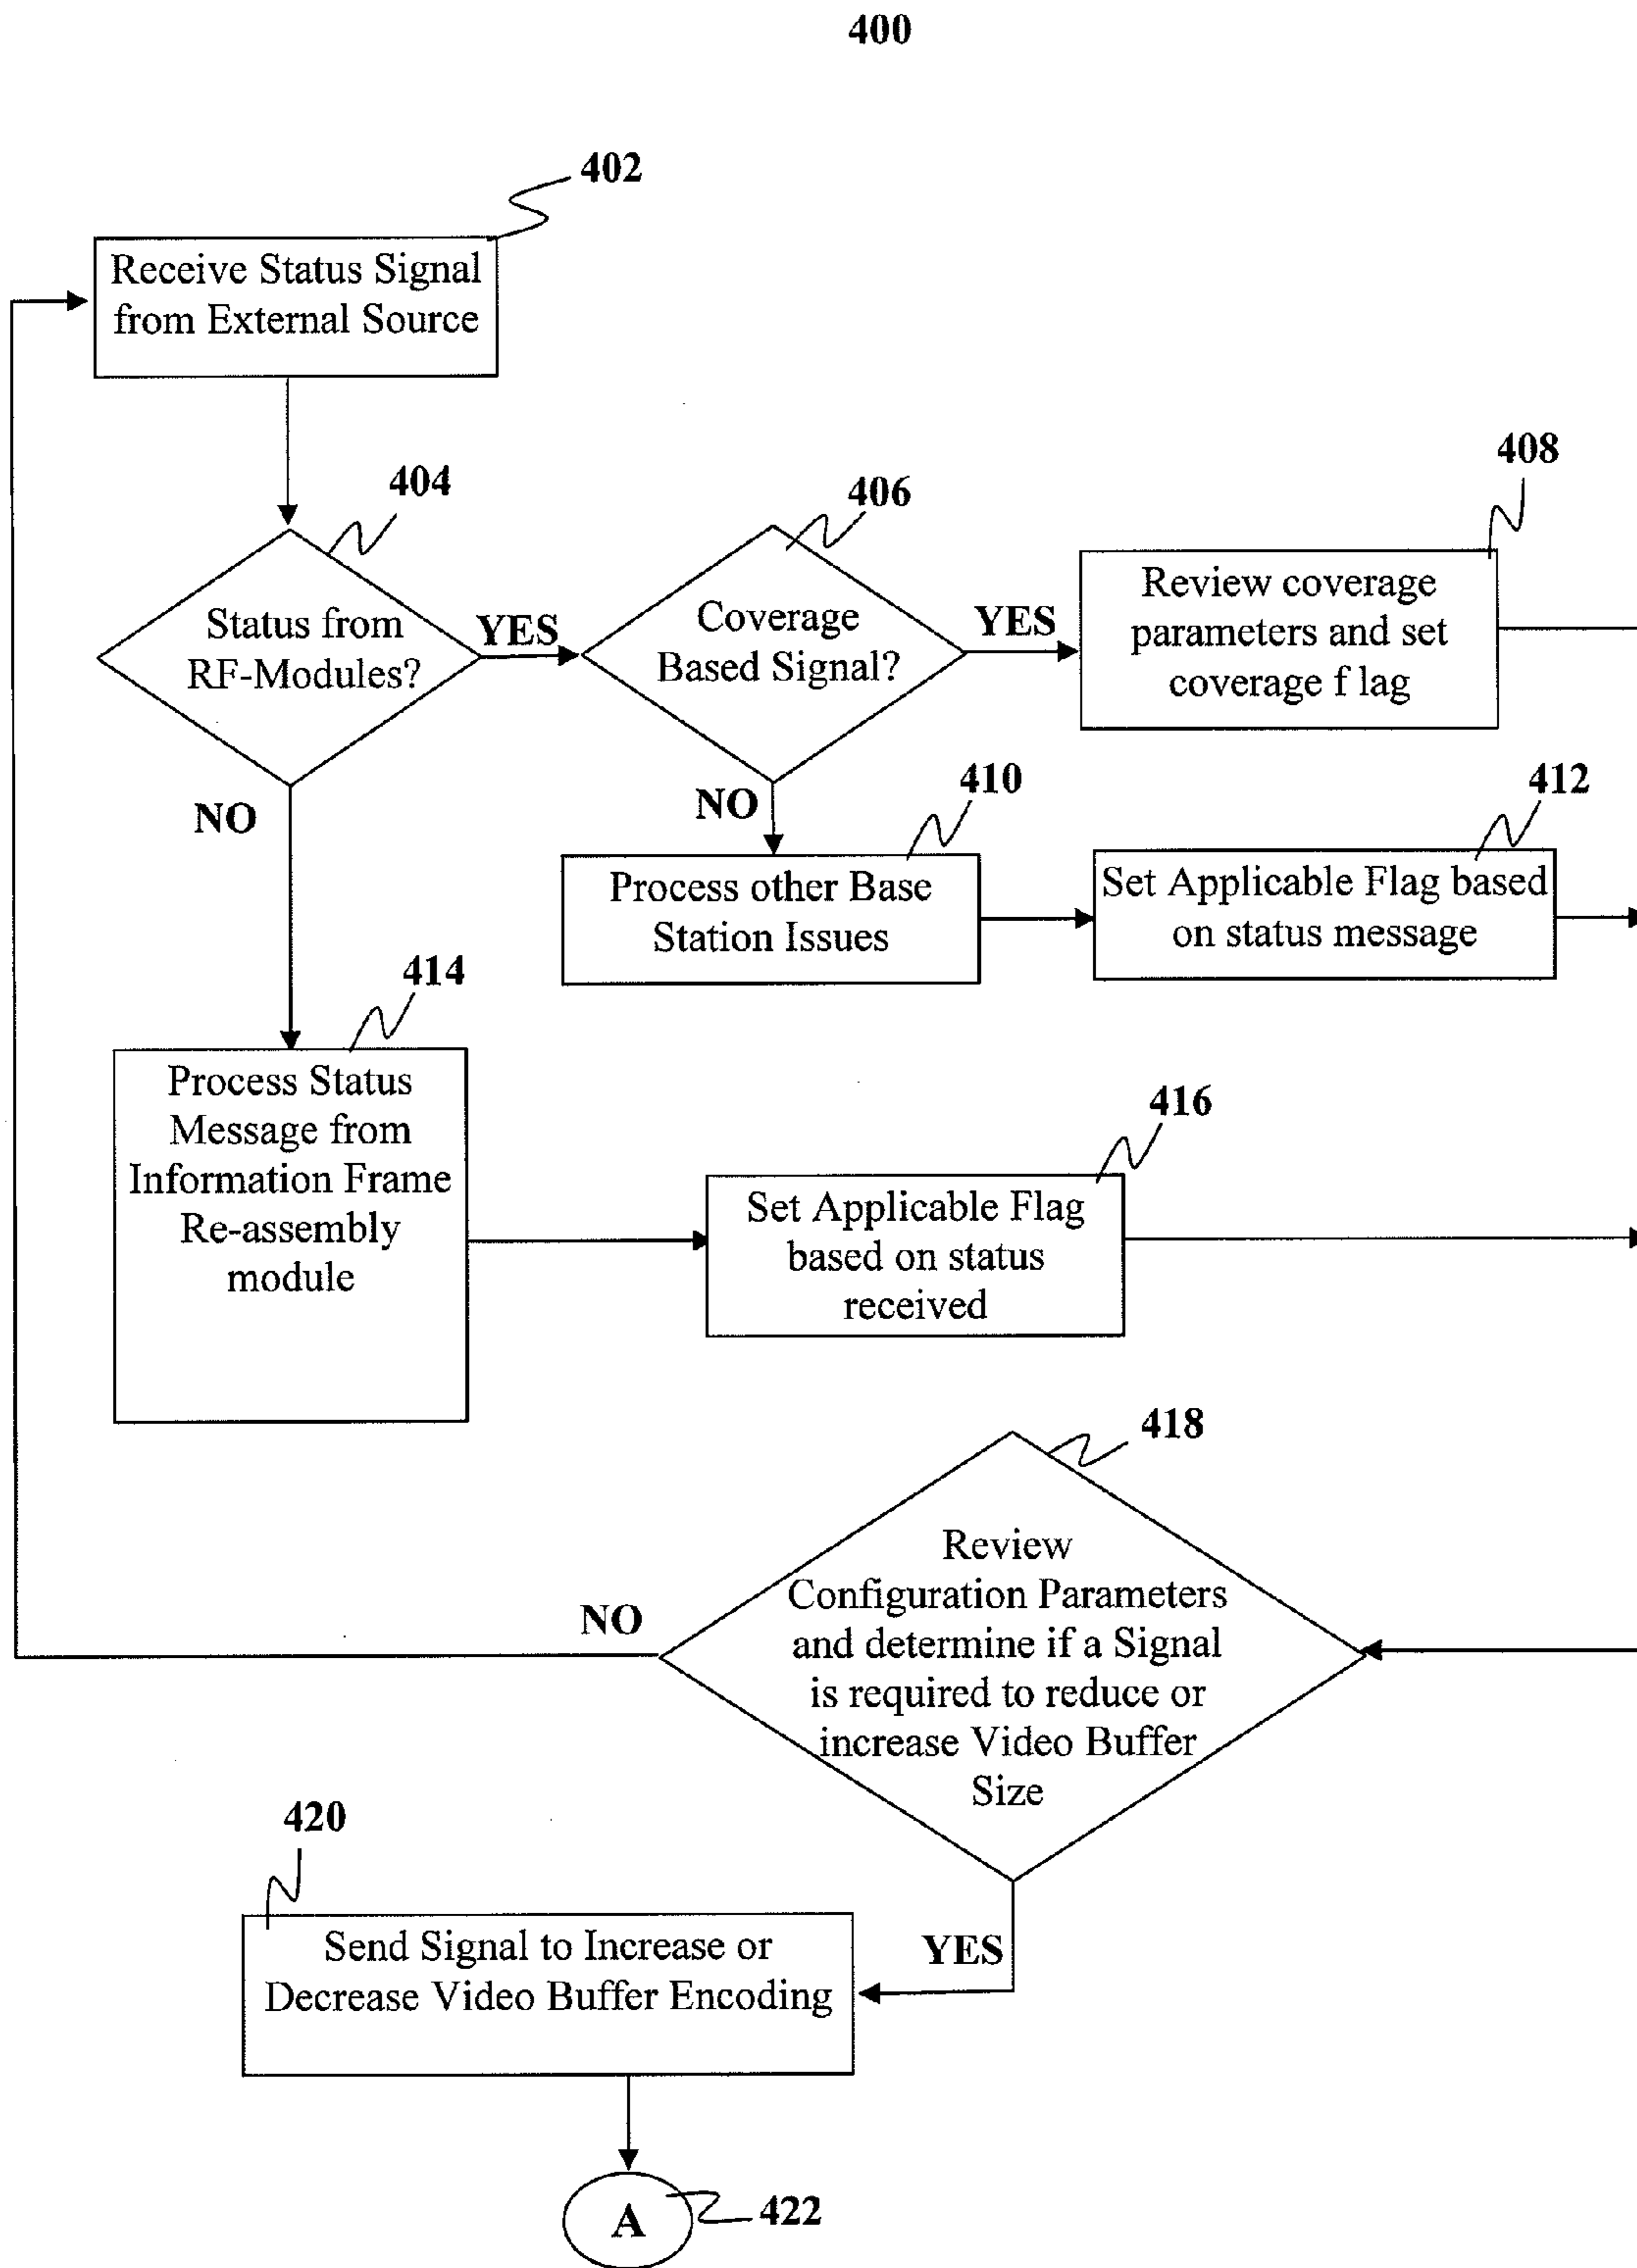 400
402
Receive Status Signal
from External Source
404
Status from
RF-Modules?
YES
NO
406
Coverage
Based Signal?
YES
NO
408
Review coverage
parameters and set
coverage f lag
410
Process other Base
Station Issues
412
Set Applicable Flag based
on status message
414
Process Status
Message from
Information Frame
Re-assembly
module
416
Set Applicable Flag
based on status
received
418
Review
Configuration Parameters
and determine if a Signal
is required to reduce or
increase Video Buffer
Size
NO
YES
420
Send Signal to Increase or
Decrease Video Buffer Encoding
A
422